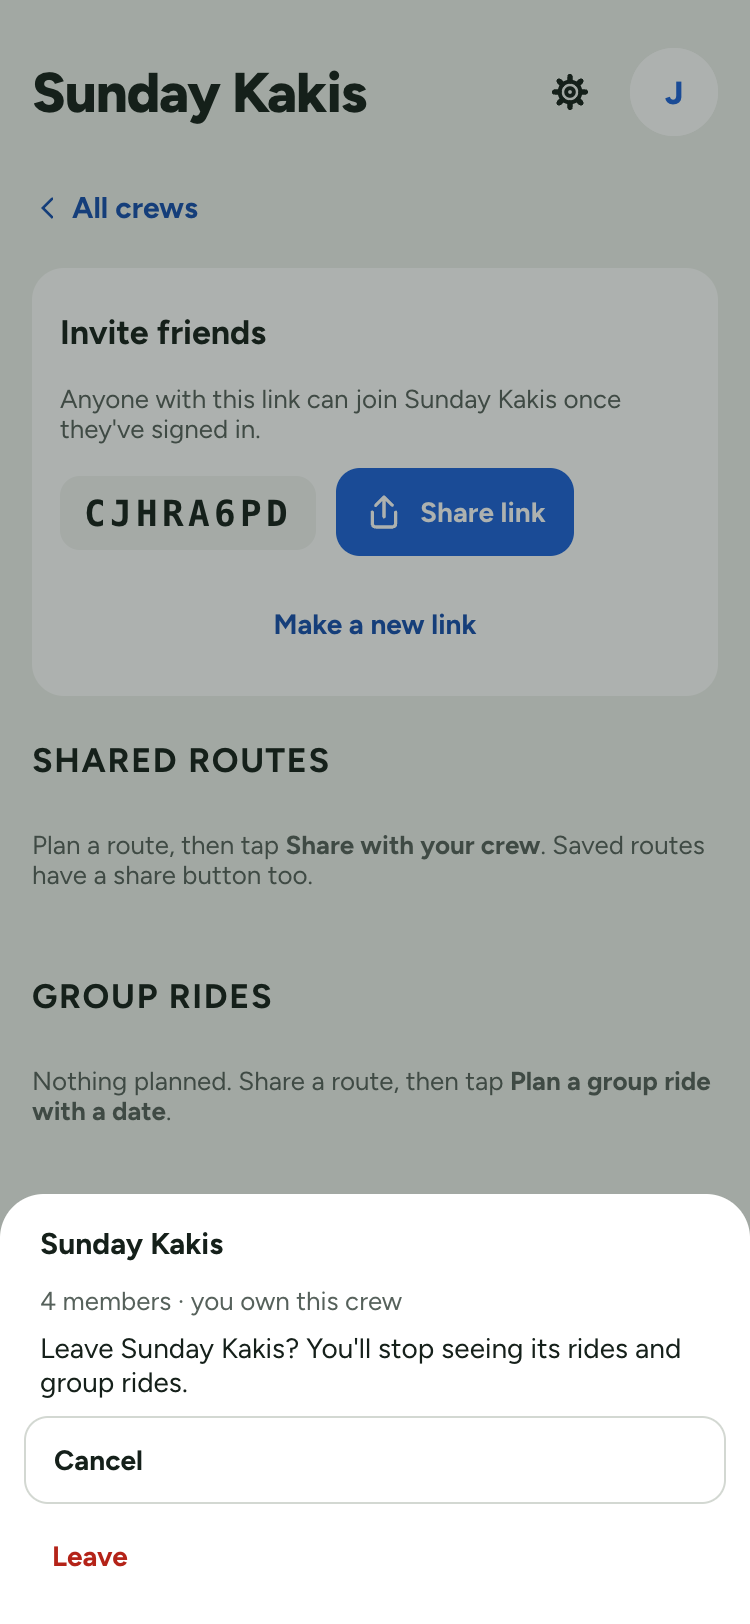 Sunday Kakis
J
All crews
Invite friends
Anyone with this link can join Sunday Kakis once
they've signed in.
CJHRA6PD
Share link
Make a new link
SHARED ROUTES
Plan a route, then tap Share with your crew. Saved routes
have a share button too.
GROUP RIDES
Nothing planned. Share a route, then tap Plan a group ride
with a date.
Sunday Kakis
4 members · you own this crew
Leave Sunday Kakis? You'll stop seeing its rides and
group rides.
Cancel
Leave